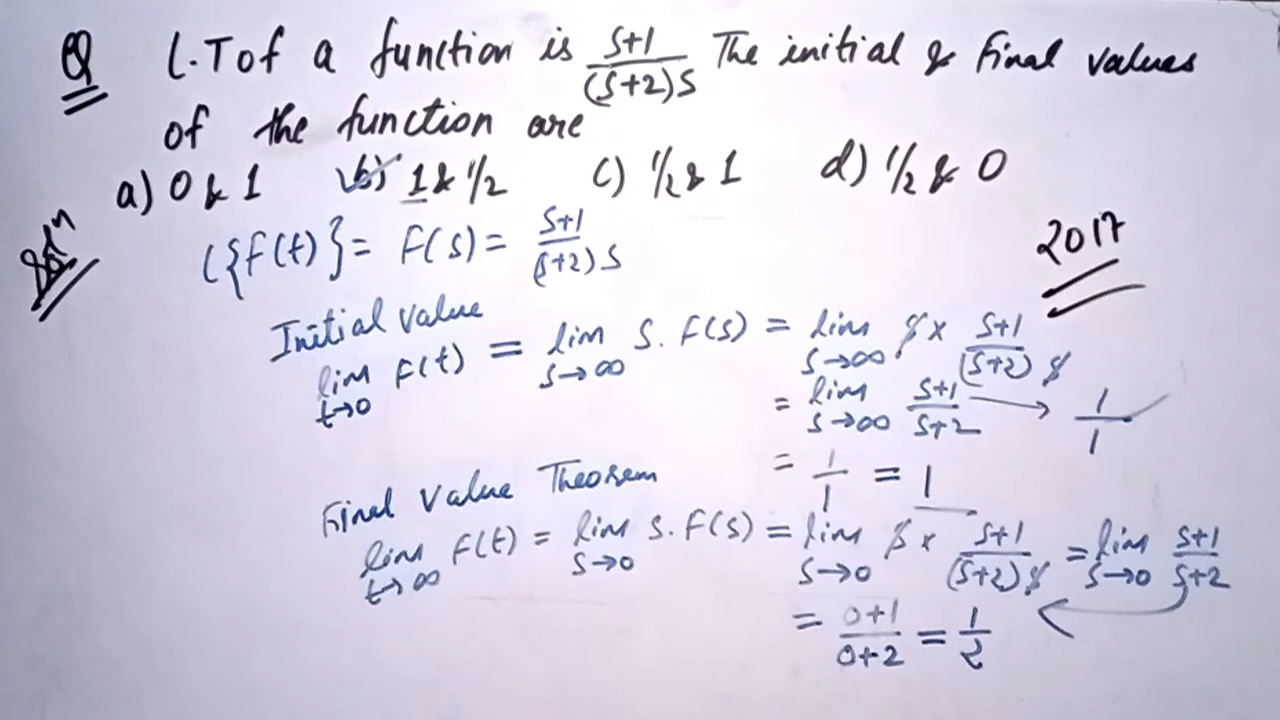 Q L.T of a function is (s+1)/((s+2)s) The initial & Final values
of the function are
a) 0 & 1 b) 1 & 1/2 c) 1/2 & 1 d) 1/2 & 0
Solⁿ
2017
L{F(t)} = F(s) = (s+1)/((s+2)s)
Initial value
lim t→0 F(t) = lim s→∞ s.F(s) = lim s→∞ s × (s+1)/((s+2)s)
= lim s→∞ (s+1)/(s+2) → 1/1
= 1/1 = 1
Final Value Theorem
lim t→∞ F(t) = lim s→0 s.F(s) = lim s→0 s × (s+1)/((s+2)s) = lim s→0 (s+1)/(s+2)
= (0+1)/(0+2) = 1/2